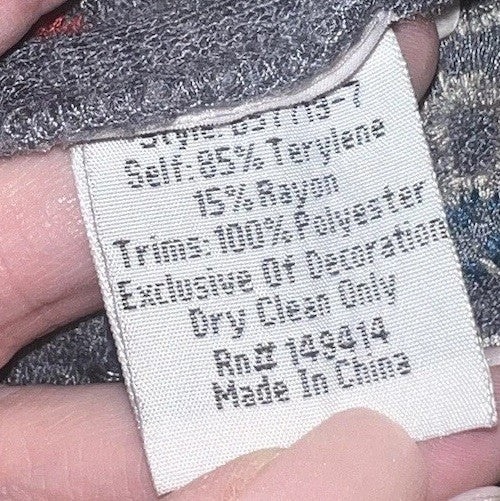 Self: 85% Terylene
15% Rayon
Trims: 100% Polyester
Exclusive Of Decoration
Dry Clean Only
Rn# 149414
Made In China